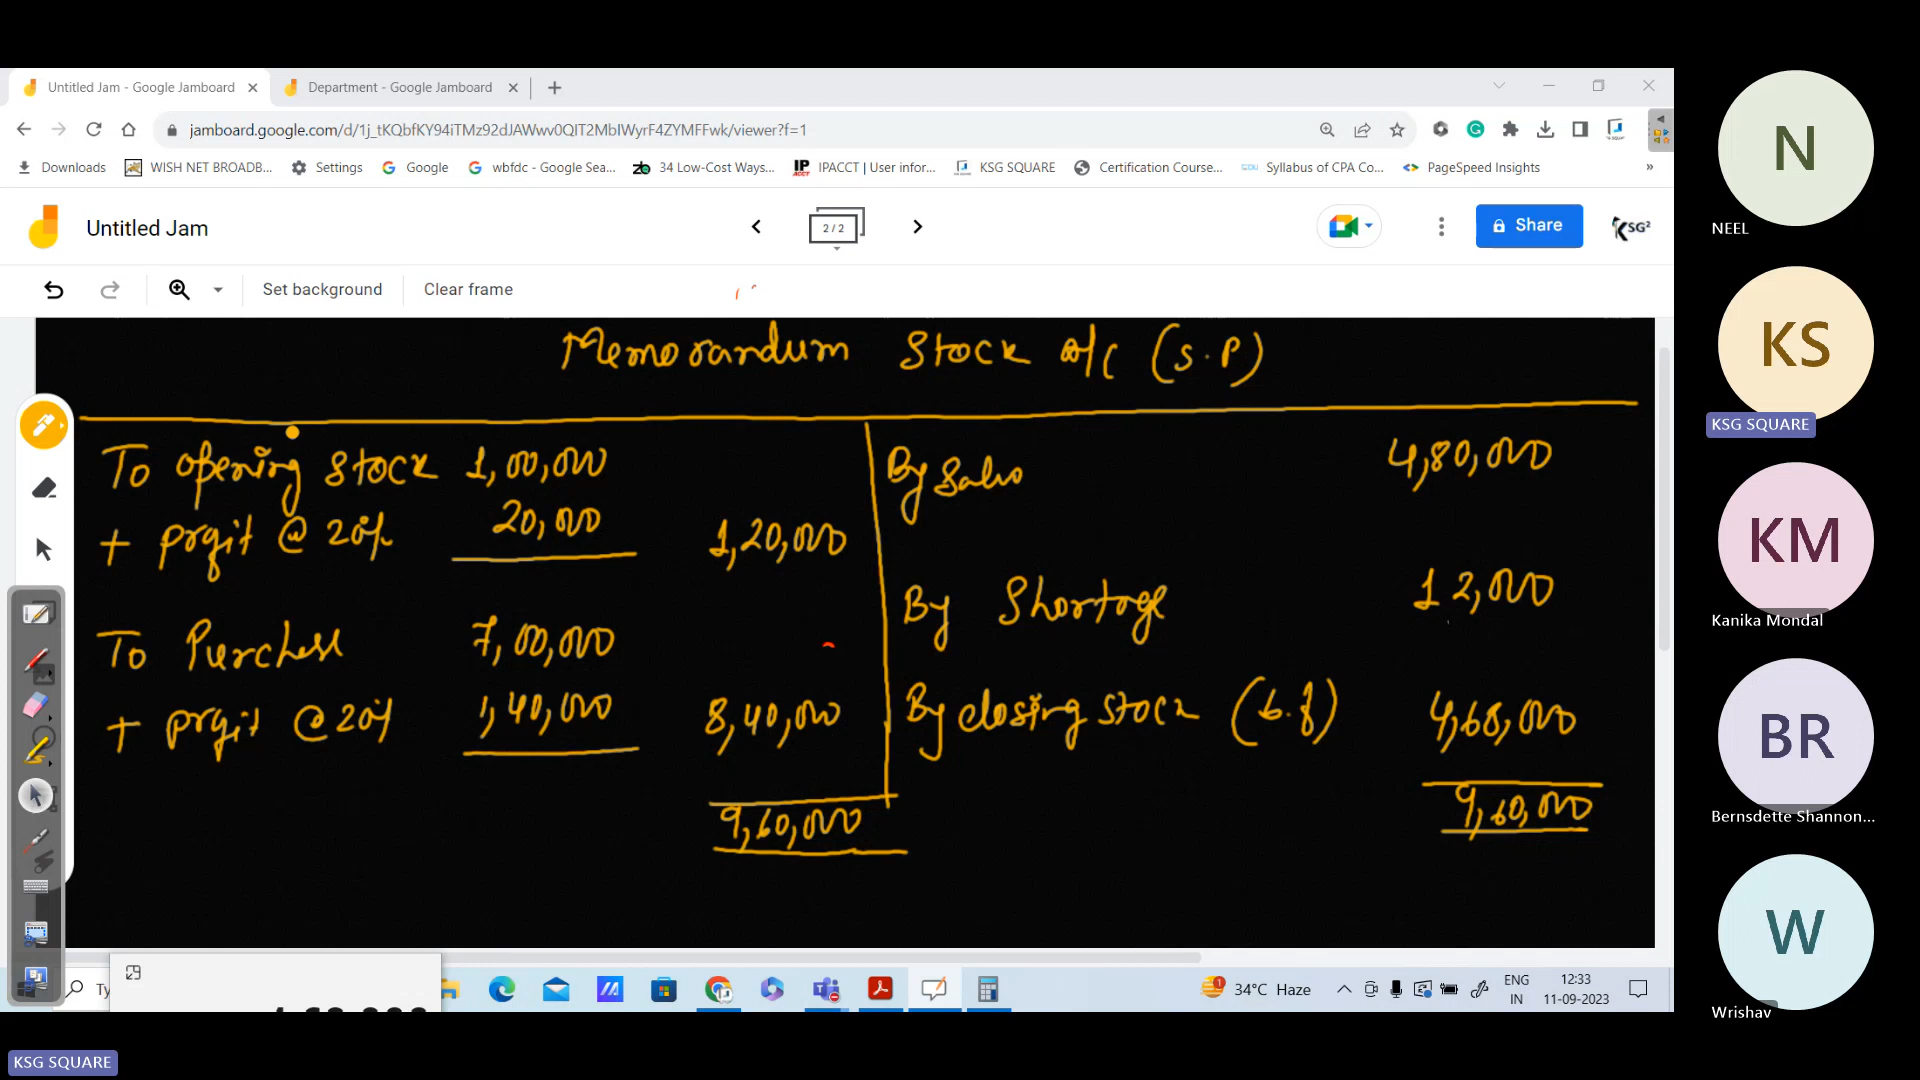 Untitled Jam - Google Jamboard
Department - Google Jamboard
jamboard.google.com/d/1j_tKQbfKY94iTMz92dJAWwv0QIT2MbIWyrF4ZYMFFwk/viewer?f=1
Downloads WISH NET BROADB... Settings Google wbfdc - Google Sea... 34 Low-Cost Ways... IPACCT | User infor... KSG SQUARE Certification Course... Syllabus of CPA Co... PageSpeed Insights »
Untitled Jam
2 / 2
Share
KSG²
Set background Clear frame
Memorandum Stock a/c (S.P)
To opening Stock 1,00,000
+ profit @ 20% 20,000 1,20,000
To Purchase 7,00,000
+ profit @ 20% 1,40,000 8,40,000
9,60,000
By Sales 4,80,000
By Shortage 12,000
By closing stock (b.f) 4,68,000
9,60,000
34°C Haze
ENG
IN
12:33
11-09-2023
N
NEEL
KS
KSG SQUARE
KM
Kanika Mondal
BR
Bernsdette Shannon...
W
Wrishav
KSG SQUARE